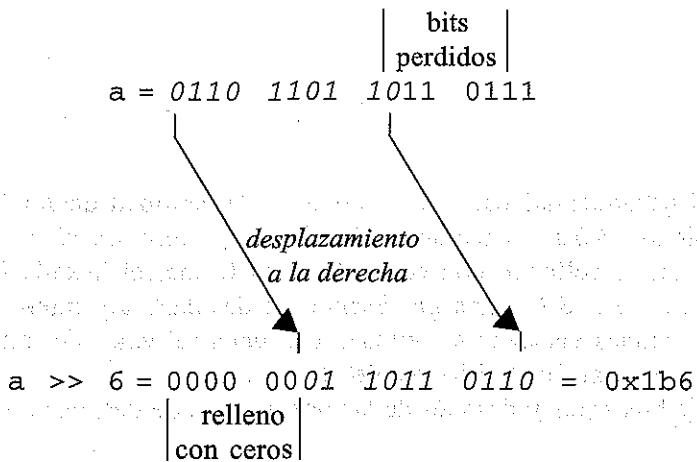 bits
perdidos
a = 0110 1101 1011 0111
desplazamiento
a la derecha
a >> 6 = 0000 0001 1011 0110 = 0x1b6
relleno
con ceros